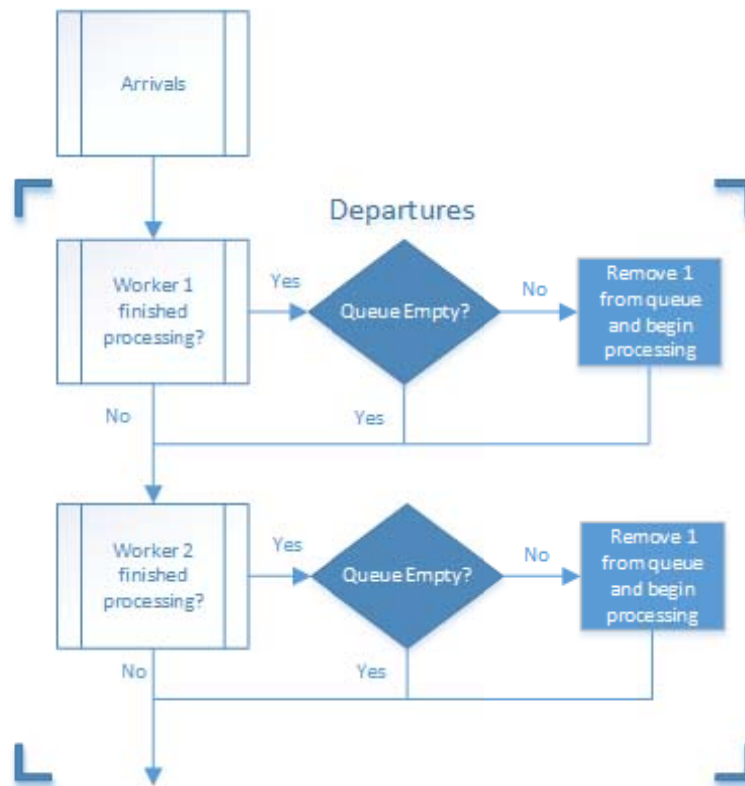 Arrivals
Departures
Worker 1
finished
processing?
Yes
Queue Empty?
No
Remove 1
from queue
and begin
processing
No
Yes
Worker 2
finished
processing?
Yes
Queue Empty?
No
Remove 1
from queue
and begin
processing
No
Yes